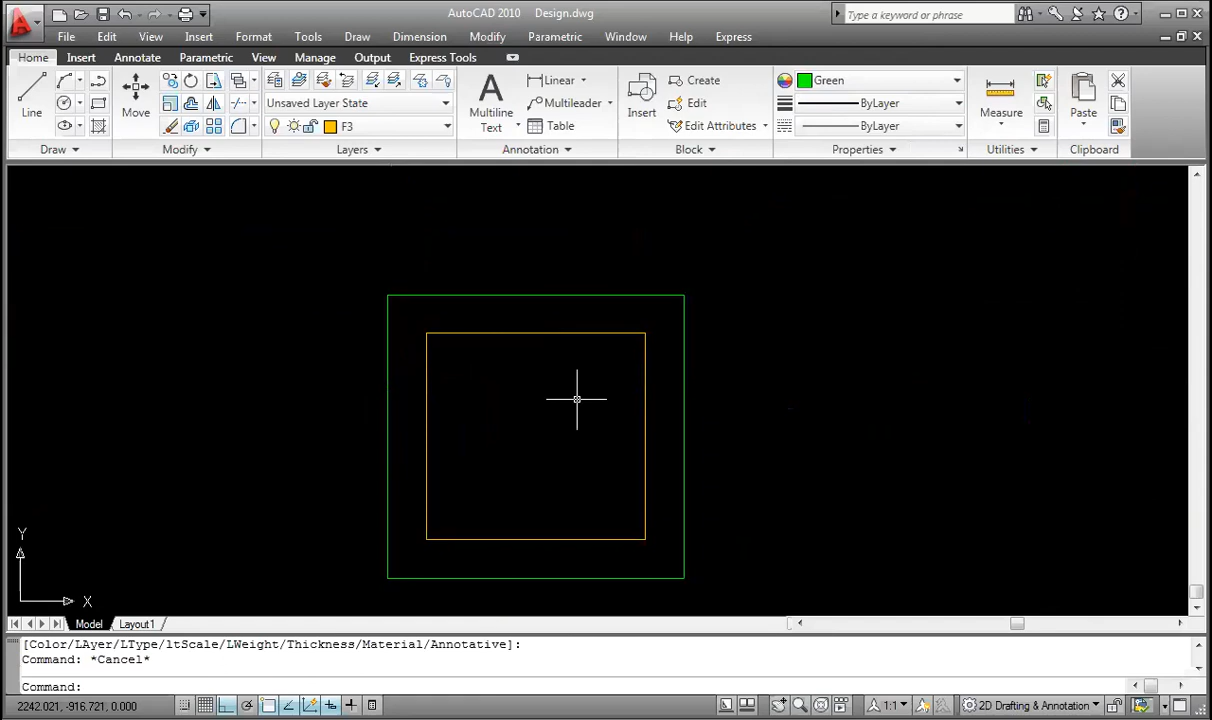 AutoCAD 2010 Design.dwg Type a keyword or phrase
File Edit View Insert Format Tools Draw Dimension Modify Parametric Window Help Express
Home Insert Annotate Parametric View Manage Output Express Tools
Line Move Unsaved Layer State F3 Multiline Text Linear Multileader Table Insert Create Edit Edit Attributes Green ByLayer ByLayer Measure Paste
Draw Modify Layers Annotation Block Properties Utilities Clipboard
Y
X
Model Layout1
[Color/LAyer/LType/ltScale/LWeight/Thickness/Material/Annotative]:
Command: *Cancel*
Command:
2242.021, -916.721, 0.000 1:1 2D Drafting & Annotation